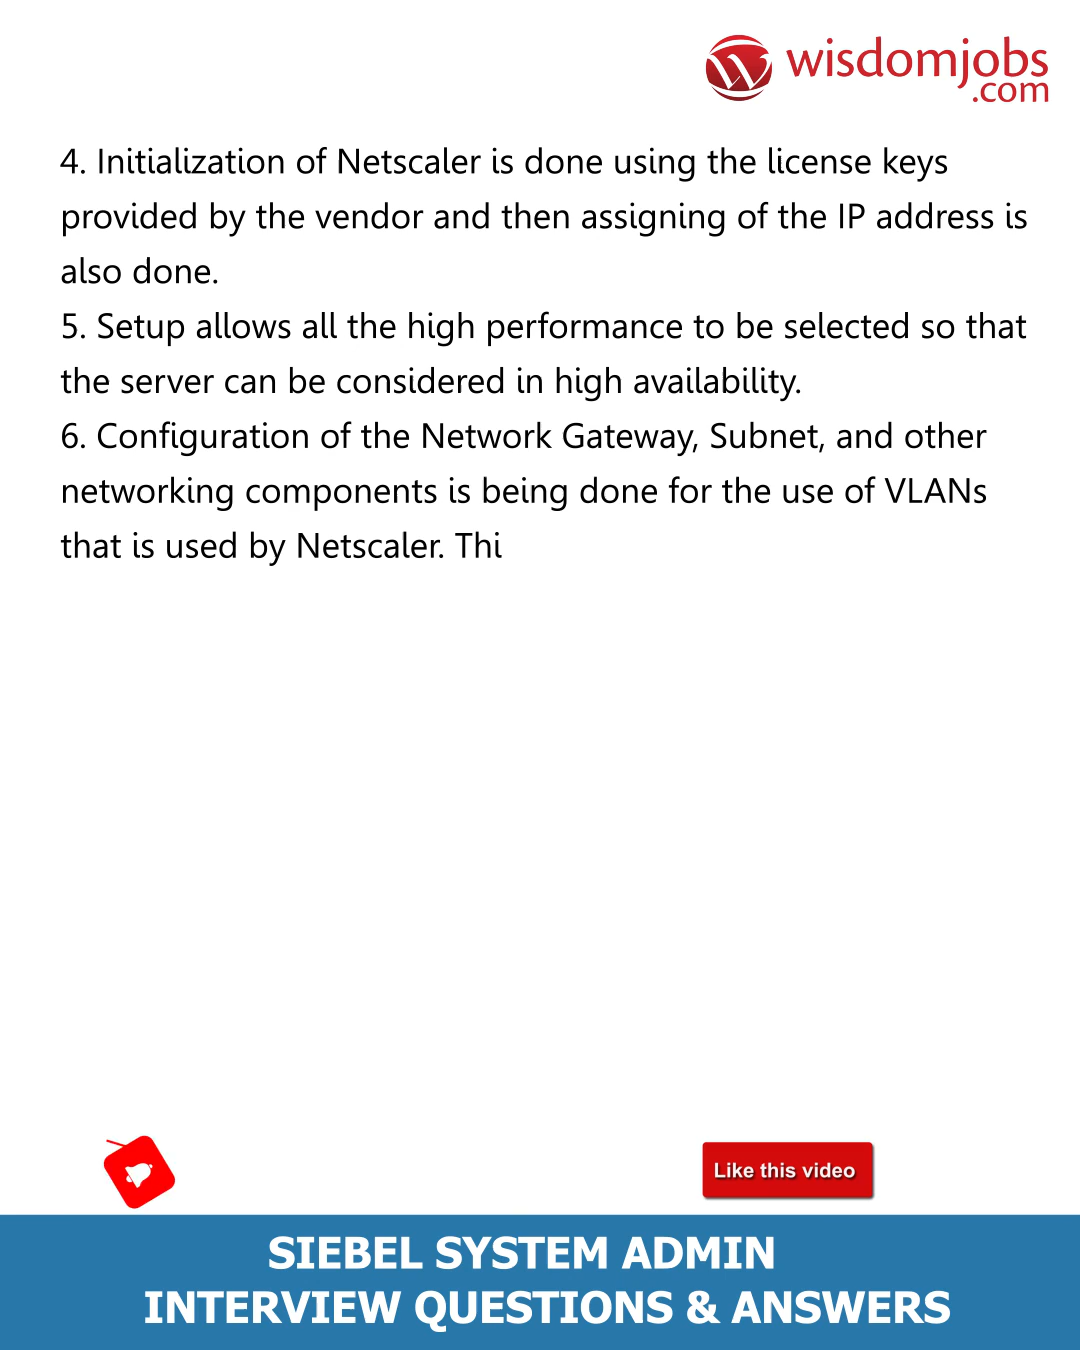 wisdomjobs
.com
4. Initialization of Netscaler is done using the license keys
provided by the vendor and then assigning of the IP address is
also done.
5. Setup allows all the high performance to be selected so that
the server can be considered in high availability.
6. Configuration of the Network Gateway, Subnet, and other
networking components is being done for the use of VLANs
that is used by Netscaler. Thi
Like this video
SIEBEL SYSTEM ADMIN
INTERVIEW QUESTIONS & ANSWERS